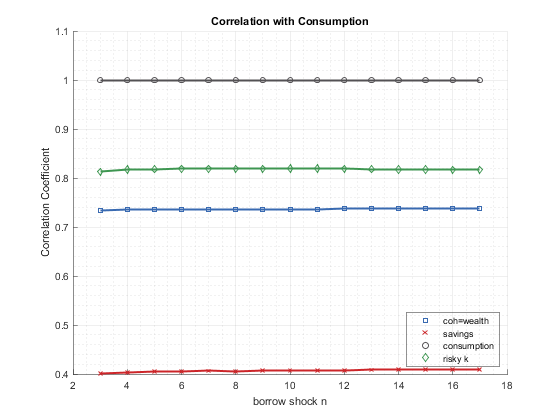 Correlation with Consumption
1.1
1
0.9
0.8
0.7
0.6
0.5
0.4
Correlation Coefficient
coh=wealth
savings
consumption
risky k
2 4 6 8 10 12 14 16 18
borrow shock n